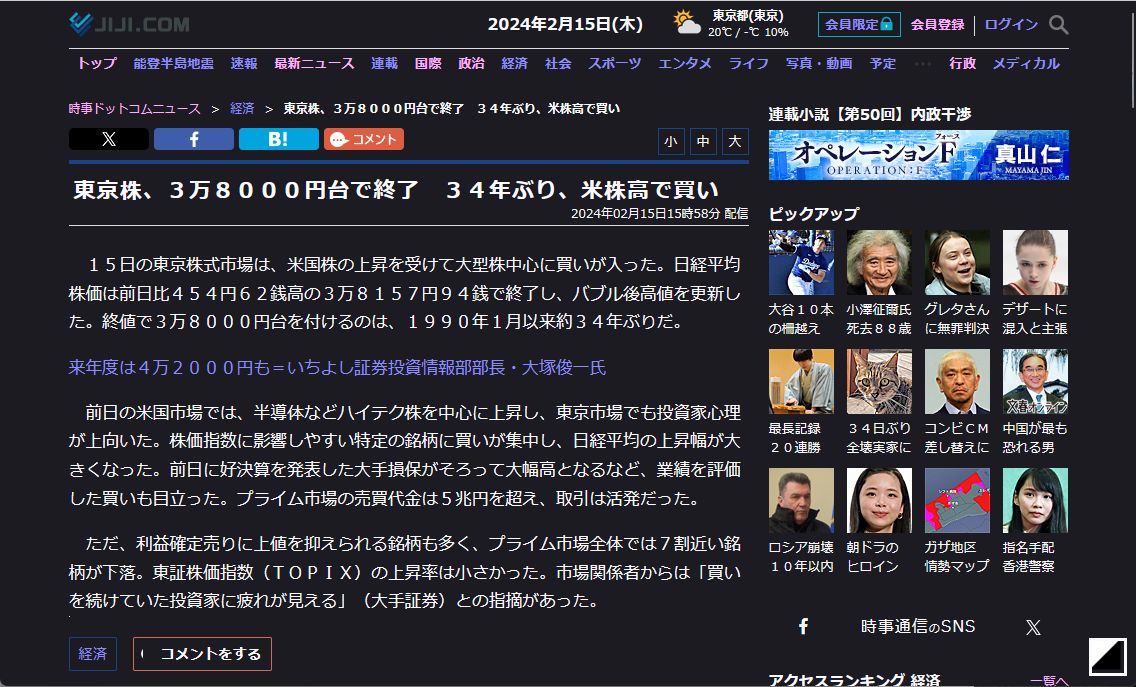 JIJI.COM
2024年2月15日(木)
東京都(東京)
20℃ / -℃ 10%
会員限定
会員登録
ログイン
トップ 能登半島地震 速報 最新ニュース 連載 国際 政治 経済 社会 スポーツ エンタメ ライフ 写真・動画 予定 … 行政 メディカル
時事ドットコムニュース > 経済 > 東京株、３万８０００円台で終了　３４年ぶり、米株高で買い
X f B! コメント
小 中 大
東京株、３万８０００円台で終了　３４年ぶり、米株高で買い
2024年02月15日15時58分 配信
　１５日の東京株式市場は、米国株の上昇を受けて大型株中心に買いが入った。日経平均
株価は前日比４５４円６２銭高の３万８１５７円９４銭で終了し、バブル後高値を更新し
た。終値で３万８０００円台を付けるのは、１９９０年１月以来約３４年ぶりだ。
来年度は４万２０００円も＝いちよし証券投資情報部部長・大塚俊一氏
　前日の米国市場では、半導体などハイテク株を中心に上昇し、東京市場でも投資家心理
が上向いた。株価指数に影響しやすい特定の銘柄に買いが集中し、日経平均の上昇幅が大
きくなった。前日に好決算を発表した大手損保がそろって大幅高となるなど、業績を評価
した買いも目立った。プライム市場の売買代金は５兆円を超え、取引は活発だった。
　ただ、利益確定売りに上値を抑えられる銘柄も多く、プライム市場全体では７割近い銘
柄が下落。東証株価指数（ＴＯＰＩＸ）の上昇率は小さかった。市場関係者からは「買い
を続けていた投資家に疲れが見える」（大手証券）との指摘があった。
経済
コメントをする
連載小説【第50回】内政干渉
フォース
オペレーションF
OPERATION:F
真山 仁
MAYAMA JIN
ピックアップ
大谷１０本
の柵越え
小澤征爾氏
死去８８歳
グレタさん
に無罪判決
デザートに
混入と主張
文春オンライン
最長記録
２０連勝
３４日ぶり
全壊実家に
コンビＣＭ
差し替えに
中国が最も
恐れる男
ロシア崩壊
１０年以内
朝ドラの
ヒロイン
ガザ地区
情勢マップ
指名手配
香港警察
f 時事通信のSNS X
アクセスランキング 経済
一覧へ